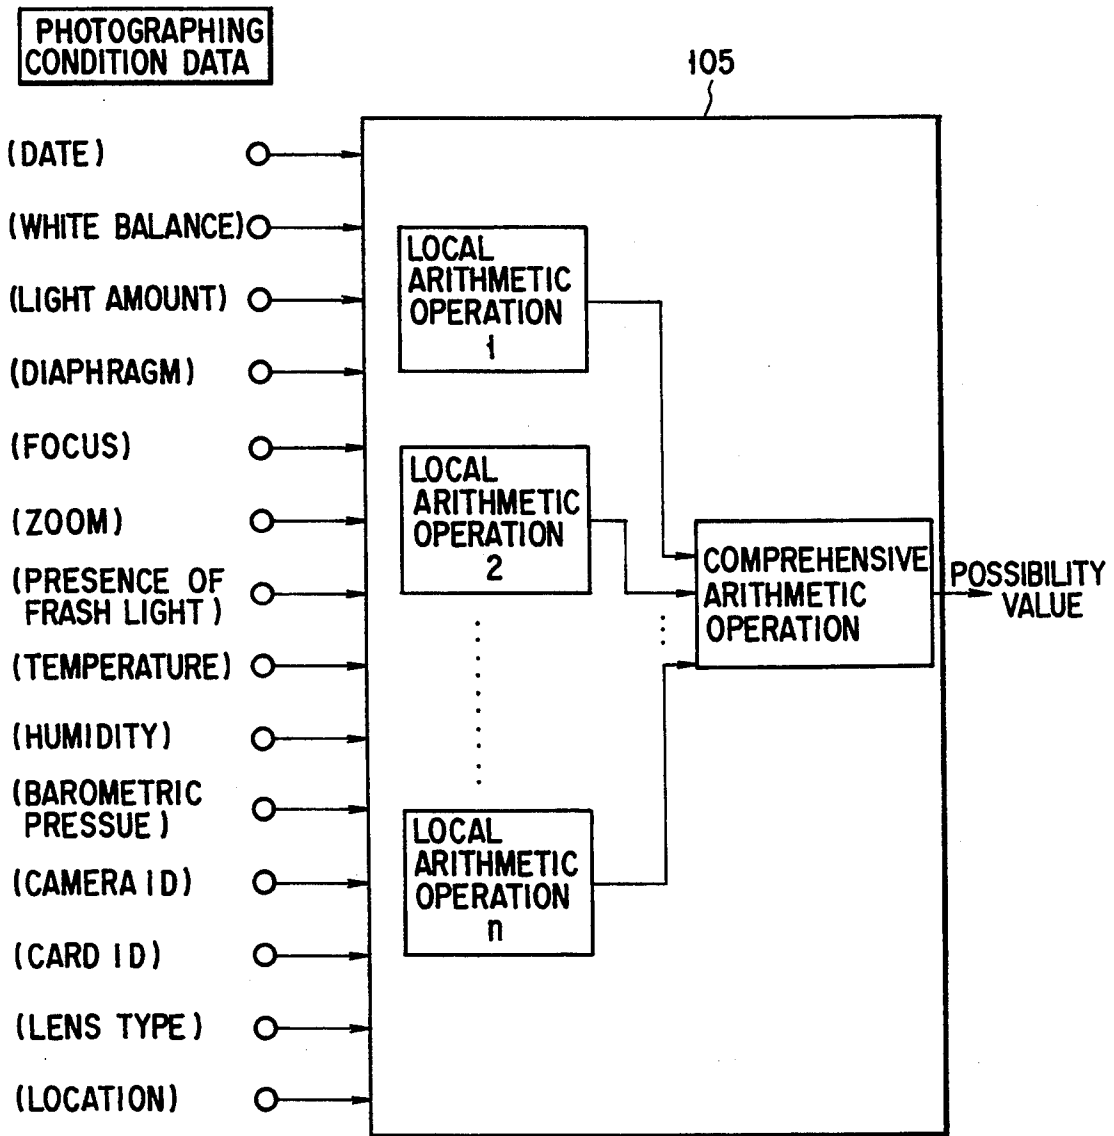 PHOTOGRAPHING
CONDITION DATA
105
(DATE)
(WHITE BALANCE)
(LIGHT AMOUNT)
(DIAPHRAGM)
(FOCUS)
(ZOOM)
(PRESENCE OF
FRASH LIGHT)
(TEMPERATURE)
(HUMIDITY)
(BAROMETRIC
PRESSUE)
(CAMERA ID)
(CARD ID)
(LENS TYPE)
(LOCATION)
LOCAL
ARITHMETIC
OPERATION
1
LOCAL
ARITHMETIC
OPERATION
2
LOCAL
ARITHMETIC
OPERATION
n
COMPREHENSIVE
ARITHMETIC
OPERATION
POSSIBILITY
VALUE